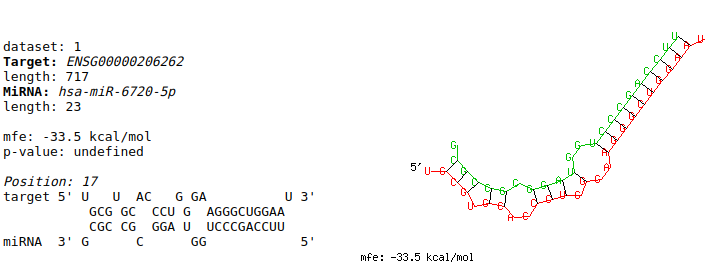 dataset: 1
Target: ENSG00000206262
length: 717
MiRNA: hsa-miR-6720-5p
length: 23
mfe: -33.5 kcal/mol
p-value: undefined
Position: 17
target 5' U   U  AC   G GA          U 3'
           GCG GC  CCU G  AGGGCUGGAA
           CGC CG  GGA U  UCCCGACCUU
miRNA  3' G      C      GG            5'
5'
mfe: -33.5 kcal/mol